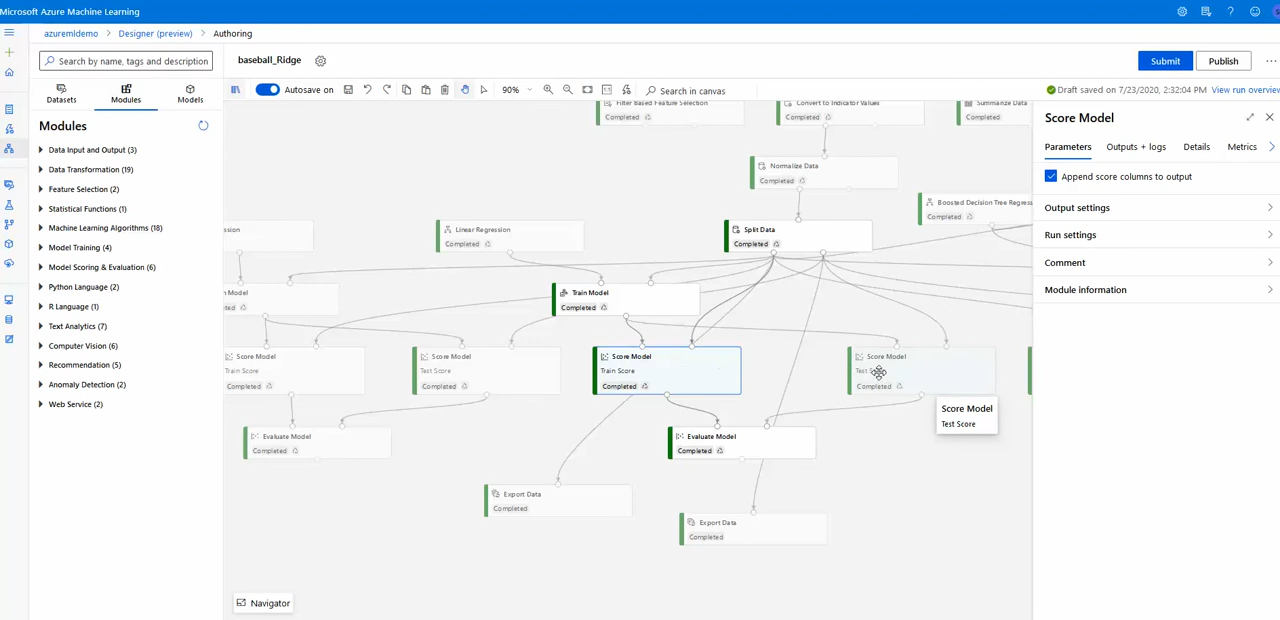 Microsoft Azure Machine Learning
azuremldemo > Designer (preview) > Authoring
Search by name, tags and description
Datasets
Modules
Models
Modules
Data Input and Output (3)
Data Transformation (19)
Feature Selection (2)
Statistical Functions (1)
Machine Learning Algorithms (18)
Model Training (4)
Model Scoring & Evaluation (6)
Python Language (2)
R Language (1)
Text Analytics (7)
Computer Vision (6)
Recommendation (5)
Anomaly Detection (2)
Web Service (2)
baseball_Ridge
Submit
Publish
Autosave on
90%
Search in canvas
Draft saved on 7/23/2020, 2:32:04 PM View run overview
Filter Based Feature Selection
Completed
Convert to Indicator Values
Completed
Summarize Data
Completed
Normalize Data
Completed
Boosted Decision Tree Regress
Completed
ssion
Linear Regression
Completed
Split Data
Completed
n Model
ted
Train Model
Completed
Score Model
Train Score
Completed
Score Model
Test Score
Completed
Score Model
Train Score
Completed
Score Model
Test S
Completed
Score Model
Test Score
Evaluate Model
Completed
Evaluate Model
Completed
Export Data
Completed
Export Data
Completed
Navigator
Score Model
Parameters
Outputs + logs
Details
Metrics
Append score columns to output
Output settings
Run settings
Comment
Module information